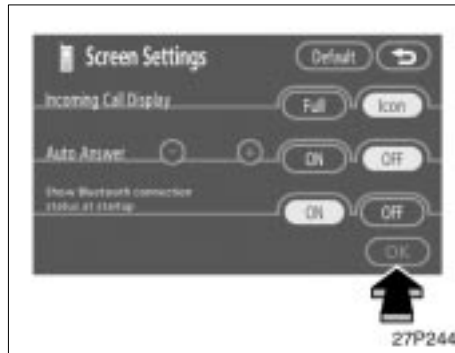 Screen Settings
Default
Incoming Call Display
Full
Icon
Auto Answer
ON
OFF
Show Bluetooth connection
status at startup
ON
OFF
OK
27P244